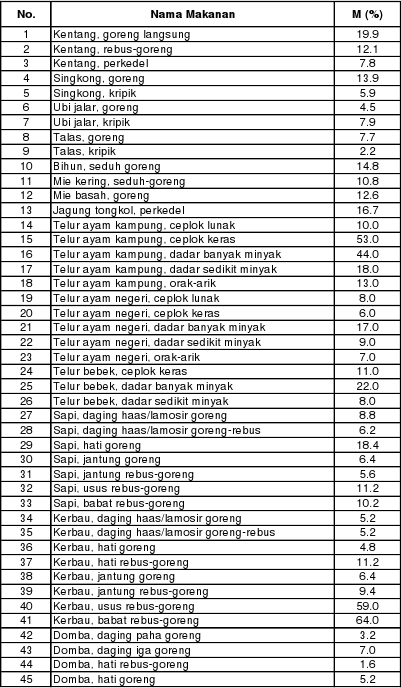 No. Nama Makanan M (%)
1 Kentang, goreng langsung 19.9
2 Kentang, rebus-goreng 12.1
3 Kentang, perkedel 7.8
4 Singkong, goreng 13.9
5 Singkong, kripik 5.9
6 Ubi jalar, goreng 4.5
7 Ubi jalar, kripik 7.9
8 Talas, goreng 7.7
9 Talas, kripik 2.2
10 Bihun, seduh goreng 14.8
11 Mie kering, seduh-goreng 10.8
12 Mie basah, goreng 12.6
13 Jagung tongkol, perkedel 16.7
14 Telur ayam kampung, ceplok lunak 10.0
15 Telur ayam kampung, ceplok keras 53.0
16 Telur ayam kampung, dadar banyak minyak 44.0
17 Telur ayam kampung, dadar sedikit minyak 18.0
18 Telur ayam kampung, orak-arik 13.0
19 Telur ayam negeri, ceplok lunak 8.0
20 Telur ayam negeri, ceplok keras 6.0
21 Telur ayam negeri, dadar banyak minyak 17.0
22 Telur ayam negeri, dadar sedikit minyak 9.0
23 Telur ayam negeri, orak-arik 7.0
24 Telur bebek, ceplok keras 11.0
25 Telur bebek, dadar banyak minyak 22.0
26 Telur bebek, dadar sedikit minyak 8.0
27 Sapi, daging haas/lamosir goreng 8.8
28 Sapi, daging haas/lamosir goreng-rebus 6.2
29 Sapi, hati goreng 18.4
30 Sapi, jantung goreng 6.4
31 Sapi, jantung rebus-goreng 5.6
32 Sapi, usus rebus-goreng 11.2
33 Sapi, babat rebus-goreng 10.2
34 Kerbau, daging haas/lamosir goreng 5.2
35 Kerbau, daging haas/lamosir goreng-rebus 5.2
36 Kerbau, hati goreng 4.8
37 Kerbau, hati rebus-goreng 11.2
38 Kerbau, jantung goreng 6.4
39 Kerbau, jantung rebus-goreng 9.4
40 Kerbau, usus rebus-goreng 59.0
41 Kerbau, babat rebus-goreng 64.0
42 Domba, daging paha goreng 3.2
43 Domba, daging iga goreng 7.0
44 Domba, hati rebus-goreng 1.6
45 Domba, hati goreng 5.2